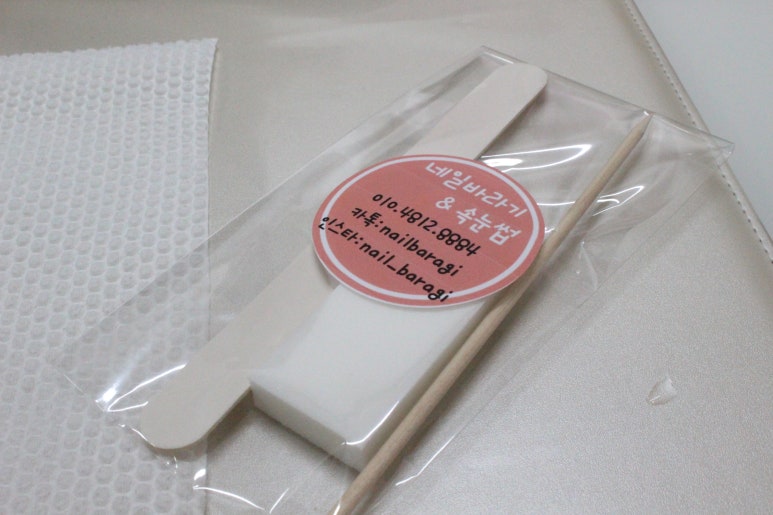 네일바라기
& 속눈썹
010.4812.8884
카톡:nailbaragi
인스타:nail_baragi